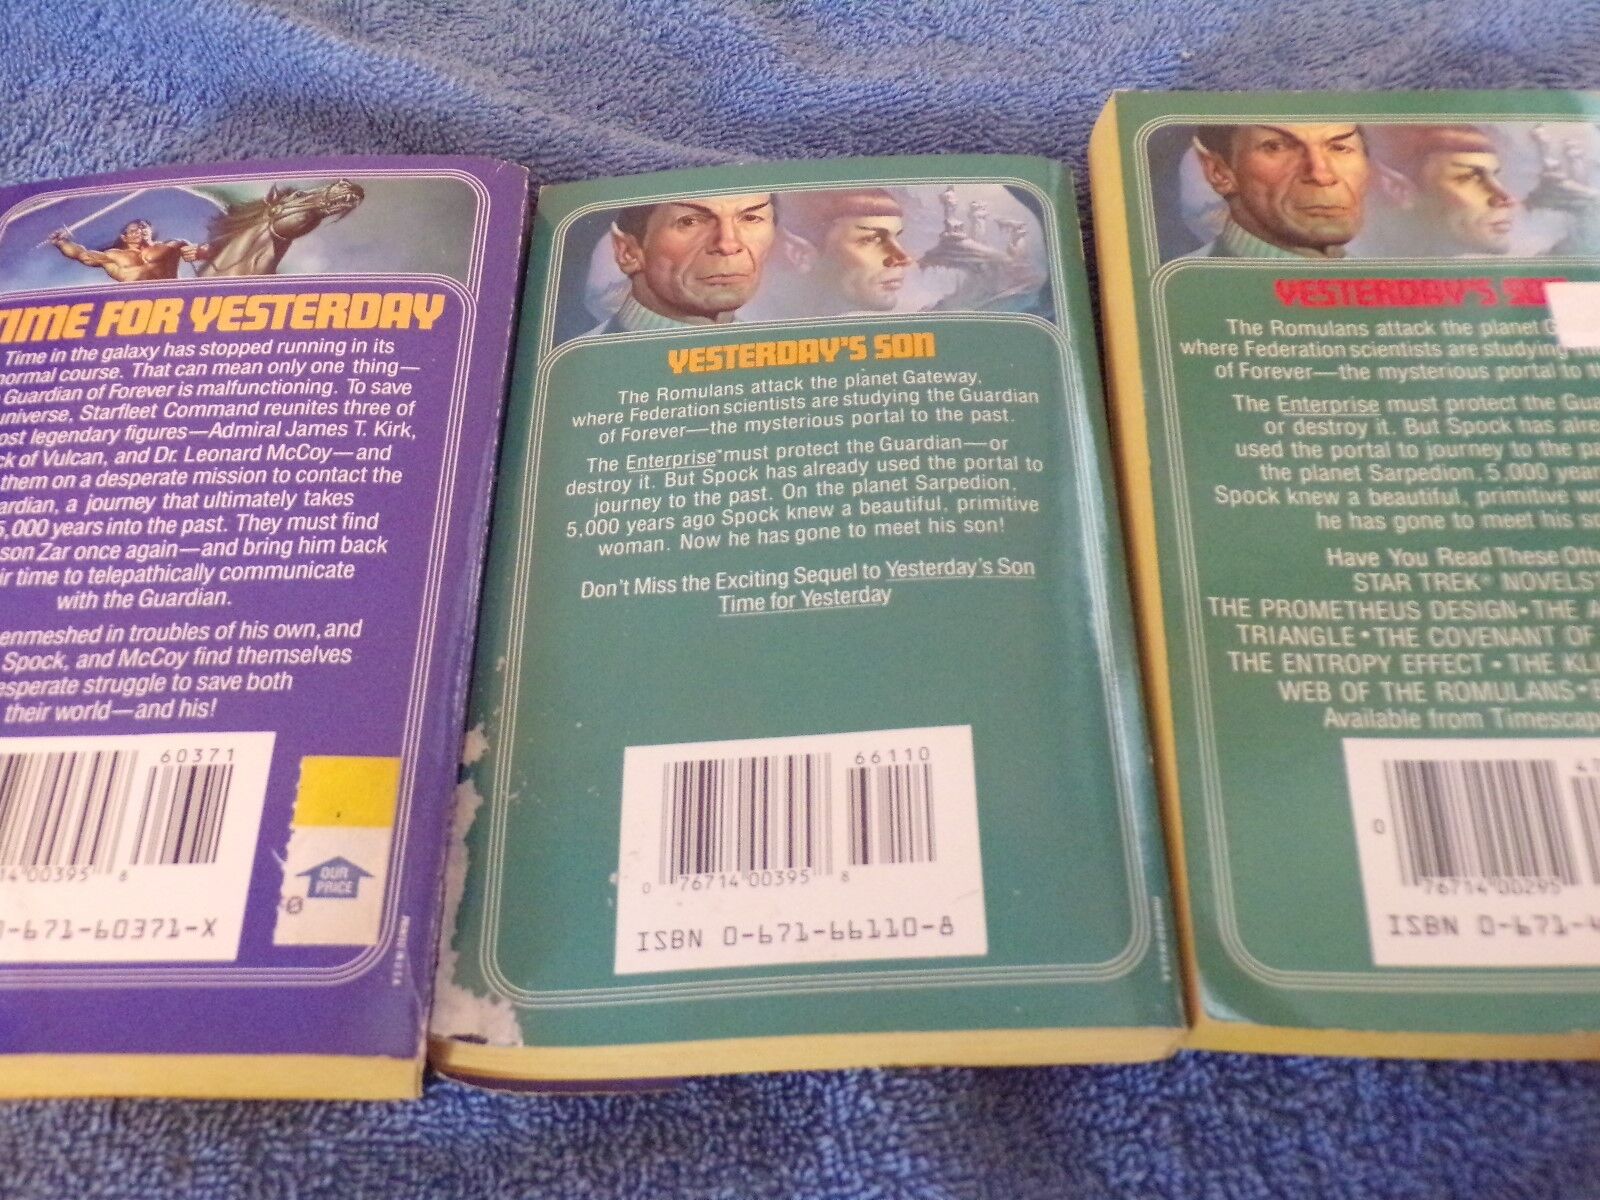 TIME FOR YESTERDAY
Time in the galaxy has stopped running in its
normal course. That can mean only one thing—
Guardian of Forever is malfunctioning. To save
universe, Starfleet Command reunites three of
legendary figures—Admiral James T. Kirk,
of Vulcan, and Dr. Leonard McCoy—and
them on a desperate mission to contact the
a journey that ultimately takes
5,000 years into the past. They must find
son Zar once again—and bring him back
time to telepathically communicate
with the Guardian.
enmeshed in troubles of his own, and
Spock, and McCoy find themselves
struggle to save both
their world—and his!
60371
14 00395 8
0-671-60371-X
OUR
PRICE
YESTERDAY'S SON
The Romulans attack the planet Gateway,
where Federation scientists are studying the Guardian
of Forever—the mysterious portal to the past.
The Enterprise* must protect the Guardian—or
destroy it. But Spock has already used the portal to
journey to the past. On the planet Sarpedion,
5,000 years ago Spock knew a beautiful, primitive
woman. Now he has gone to meet his son!
Don't Miss the Exciting Sequel to Yesterday's Son
Time for Yesterday
66110
0 76714 00395 8
ISBN 0-671-66110-8
YESTERDAY'S SON
The Romulans attack the planet
where Federation scientists are studying
of Forever—the mysterious portal to
The Enterprise must protect the
or destroy it. But Spock has
used the portal to journey to the
the planet Sarpedion, 5,000
Spock knew a beautiful, primitive
he has gone to meet his
Have You Read These
STAR TREK® NOVELS
THE PROMETHEUS DESIGN • THE
TRIANGLE • THE COVENANT OF
THE ENTROPY EFFECT • THE
WEB OF THE ROMULANS •
Available from
0 76714 00295
ISBN 0-671-4